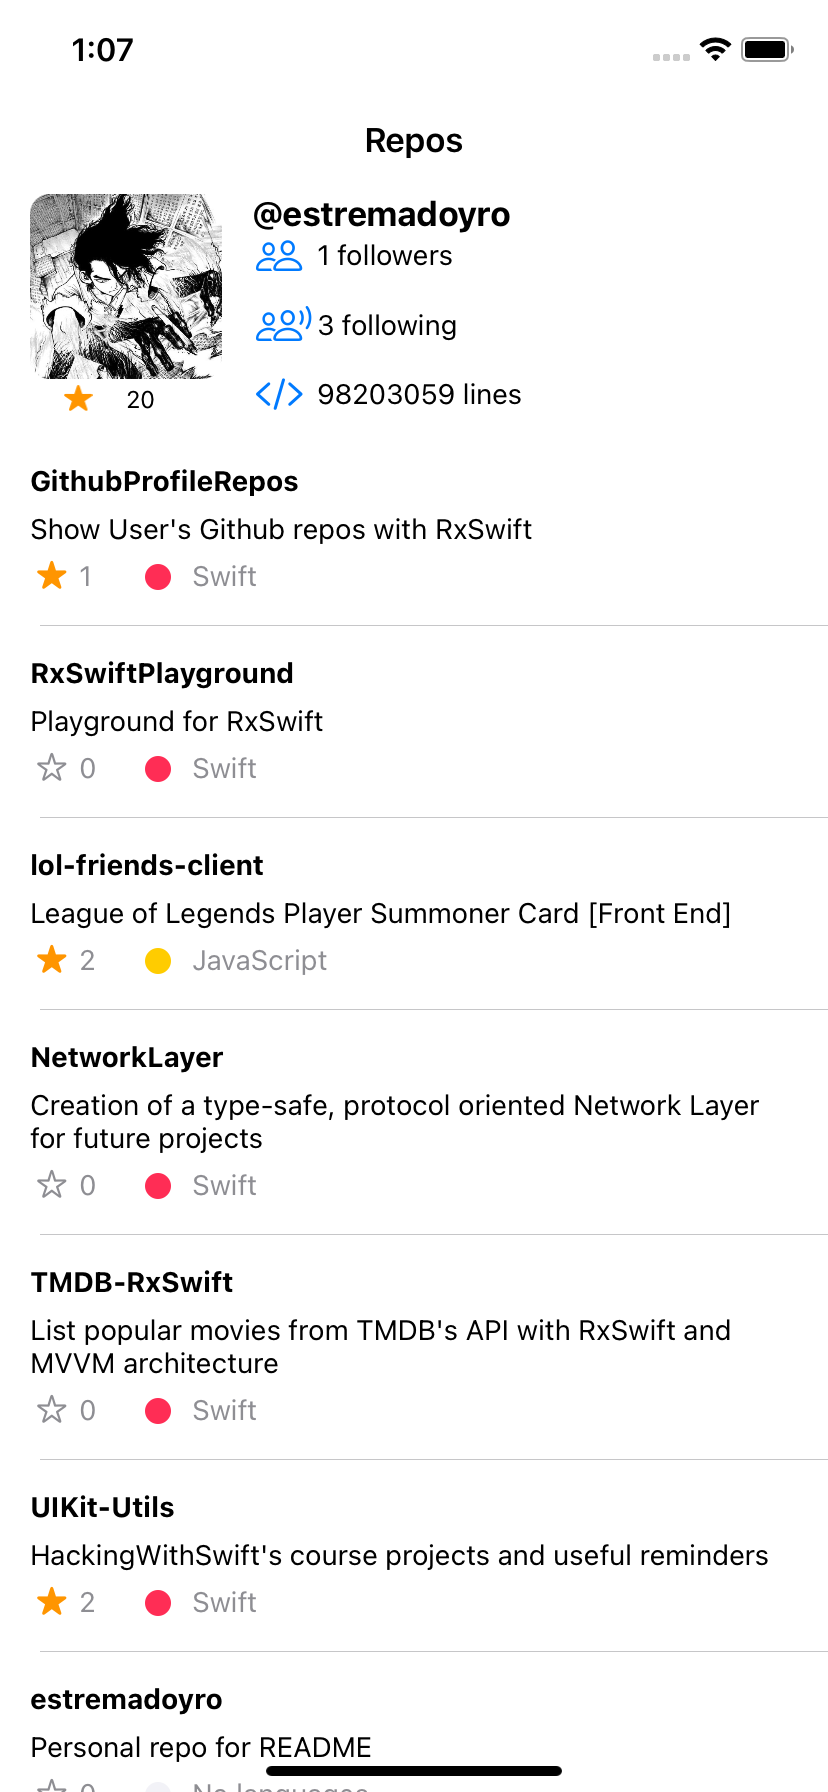 1:07
Repos
@estremadoyro
1 followers
3 following
98203059 lines
20
GithubProfileRepos
Show User's Github repos with RxSwift
1 Swift
RxSwiftPlayground
Playground for RxSwift
0 Swift
lol-friends-client
League of Legends Player Summoner Card [Front End]
2 JavaScript
NetworkLayer
Creation of a type-safe, protocol oriented Network Layer
for future projects
0 Swift
TMDB-RxSwift
List popular movies from TMDB's API with RxSwift and
MVVM architecture
0 Swift
UIKit-Utils
HackingWithSwift's course projects and useful reminders
2 Swift
estremadoyro
Personal repo for README
0 No languages